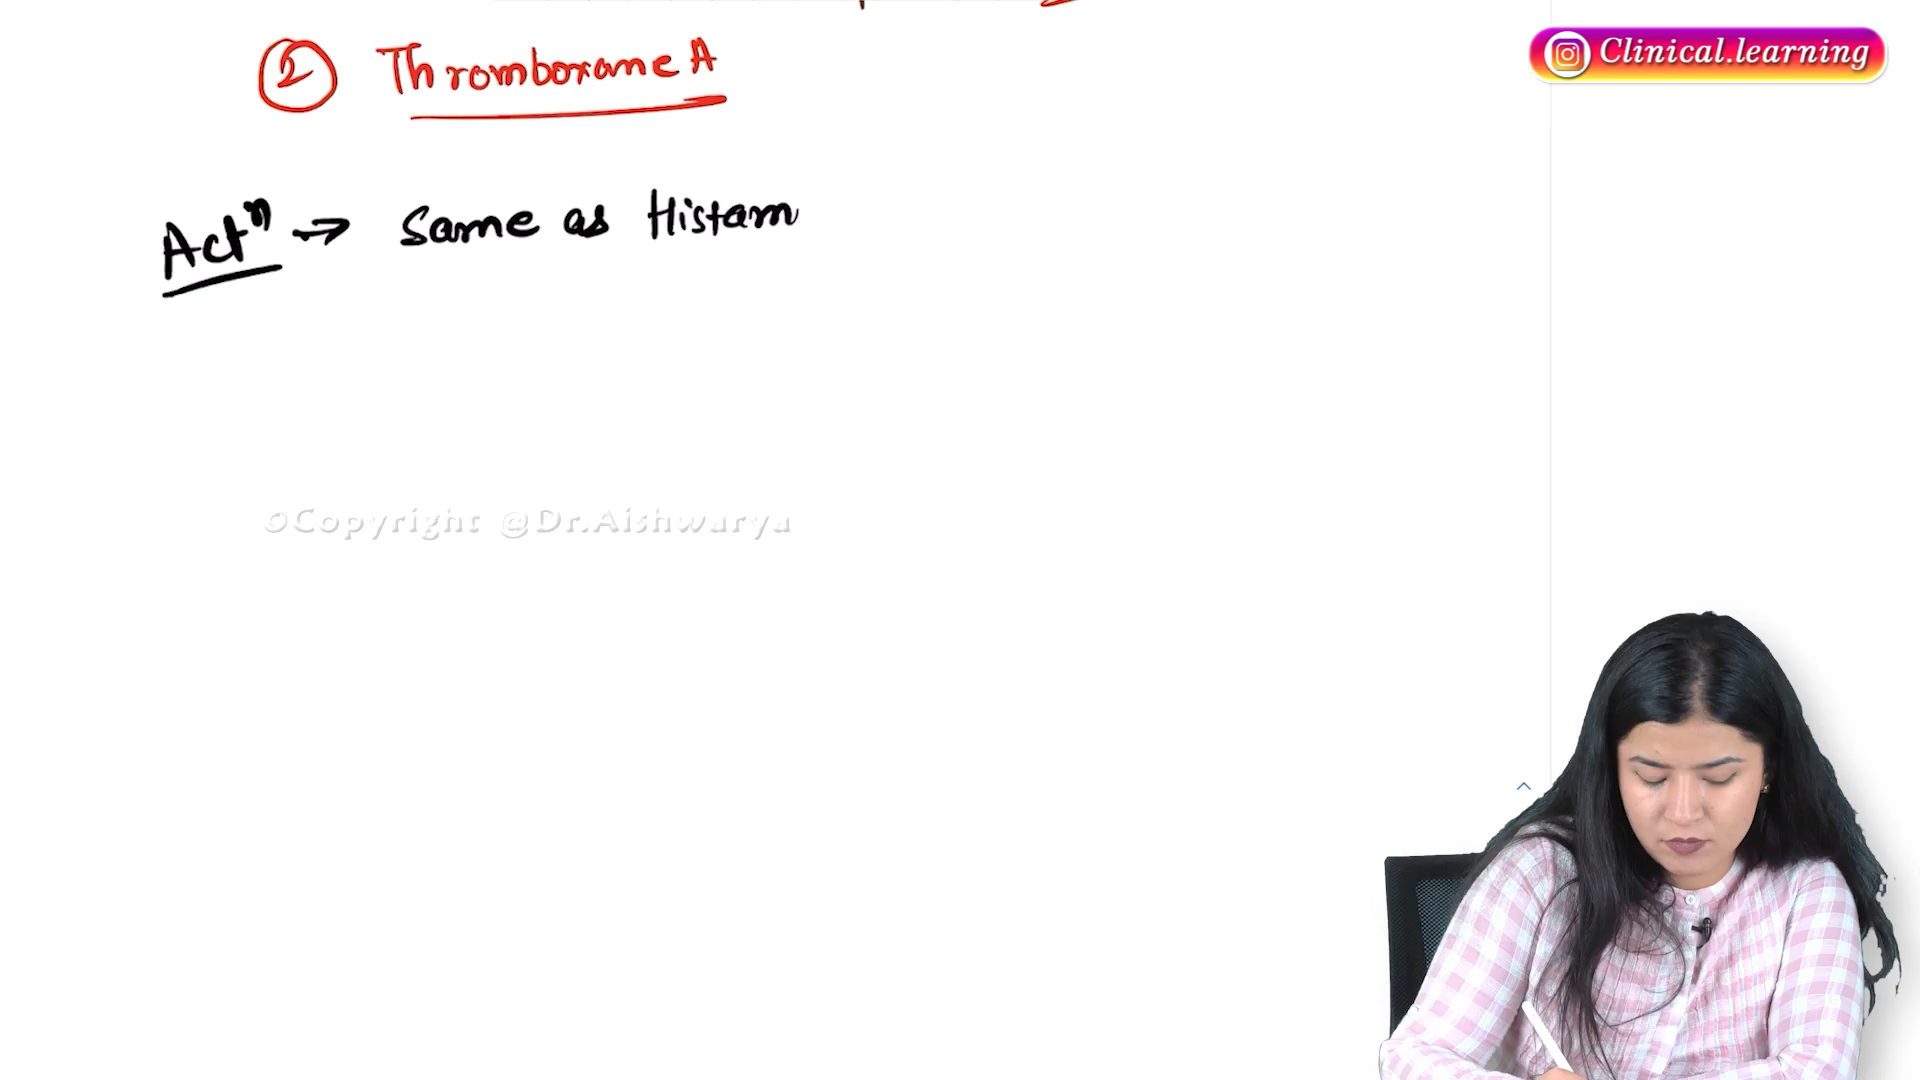 Clinical.learning
2 Thromboxane A
Actⁿ → Same as Histam
©Copyright @Dr.Aishwarya